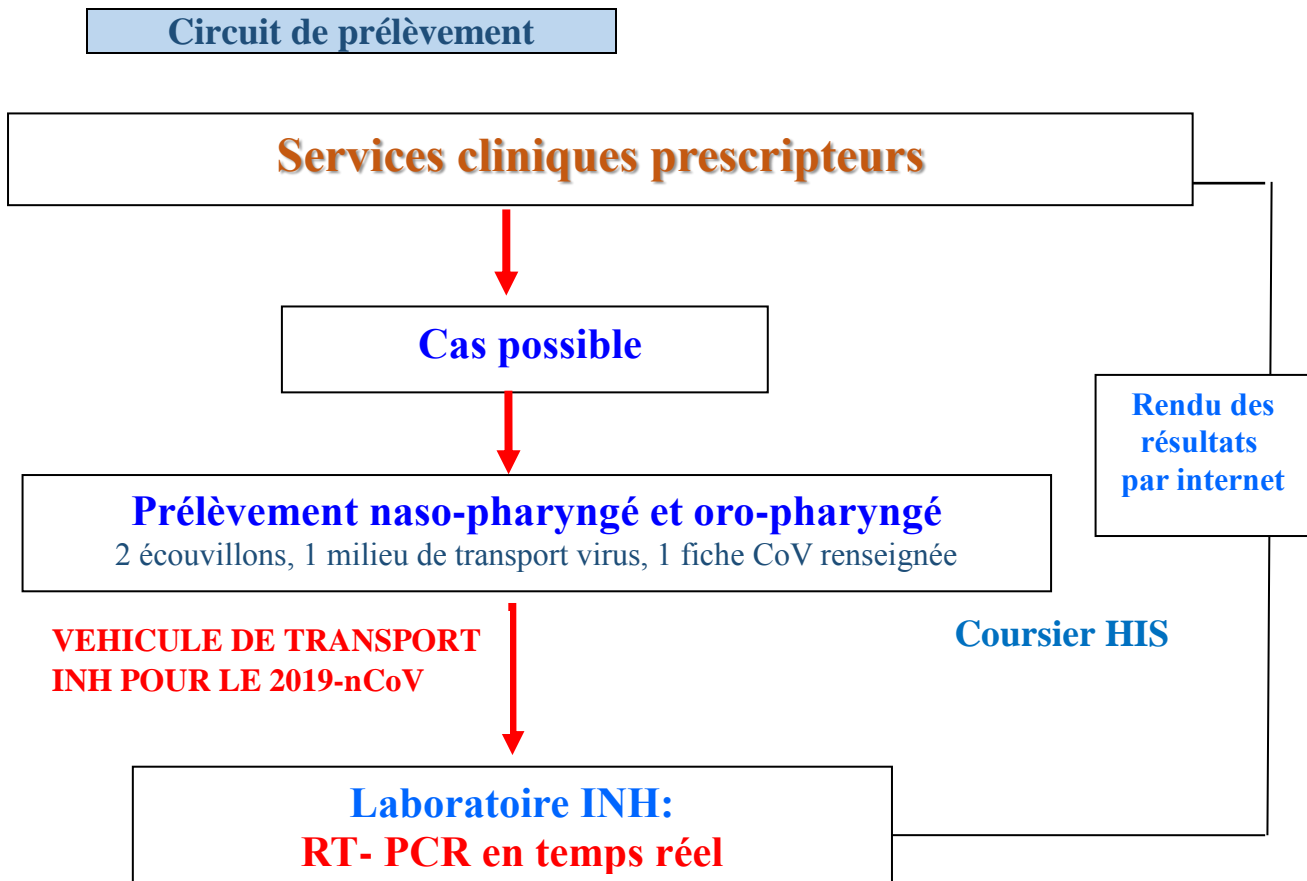 Circuit de prélèvement
Services cliniques prescripteurs
Cas possible
Rendu des
résultats
par internet
Prélèvement naso-pharyngé et oro-pharyngé
2 écouvillons, 1 milieu de transport virus, 1 fiche CoV renseignée
VEHICULE DE TRANSPORT
INH POUR LE 2019-nCoV
Coursier HIS
Laboratoire INH:
RT- PCR en temps réel